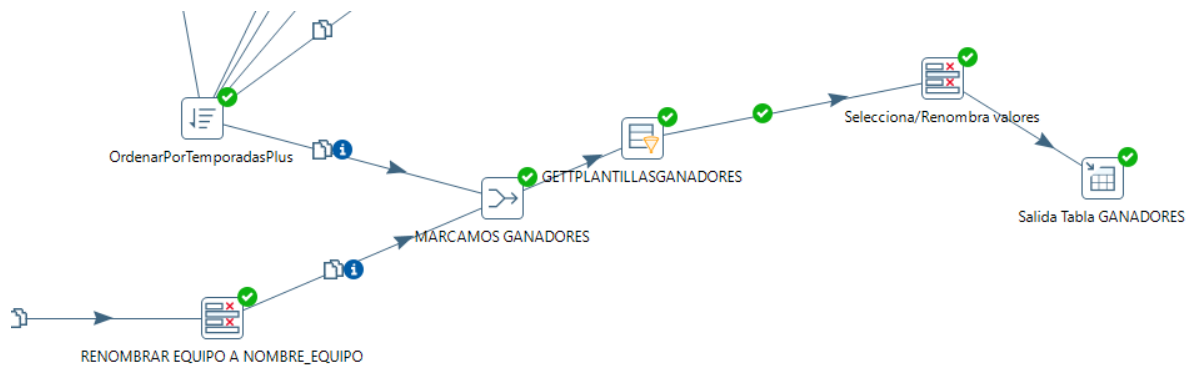 Selecciona/Renombra valores
OrdenarPorTemporadasPlus
GETTPLANTILLASGANADORES
Salida Tabla GANADORES
MARCAMOS GANADORES
RENOMBRAR EQUIPO A NOMBRE_EQUIPO